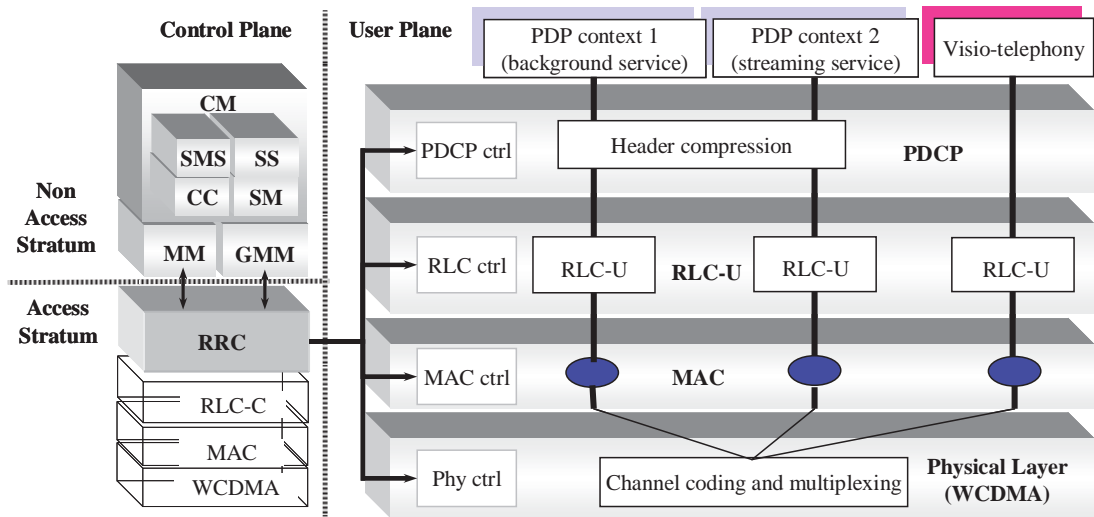 Control Plane
User Plane
PDP context 1
(background service)
PDP context 2
(streaming service)
Visio-telephony
CM
SMS
SS
CC
SM
Non
Access
Stratum
MM
GMM
Access
Stratum
RRC
RLC-C
MAC
WCDMA
PDCP ctrl
Header compression
PDCP
RLC ctrl
RLC-U
RLC-U
RLC-U
RLC-U
MAC ctrl
MAC
Phy ctrl
Channel coding and multiplexing
Physical Layer
(WCDMA)